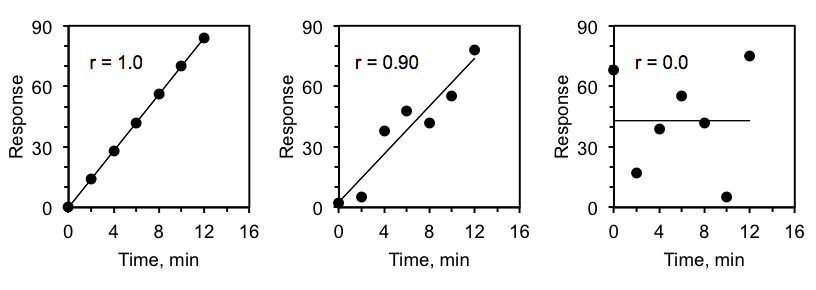 90
60
30
0
Response
r = 1.0
0 4 8 12 16
Time, min
90
60
30
0
Response
r = 0.90
0 4 8 12 16
Time, min
90
60
30
0
Response
r = 0.0
0 4 8 12 16
Time, min